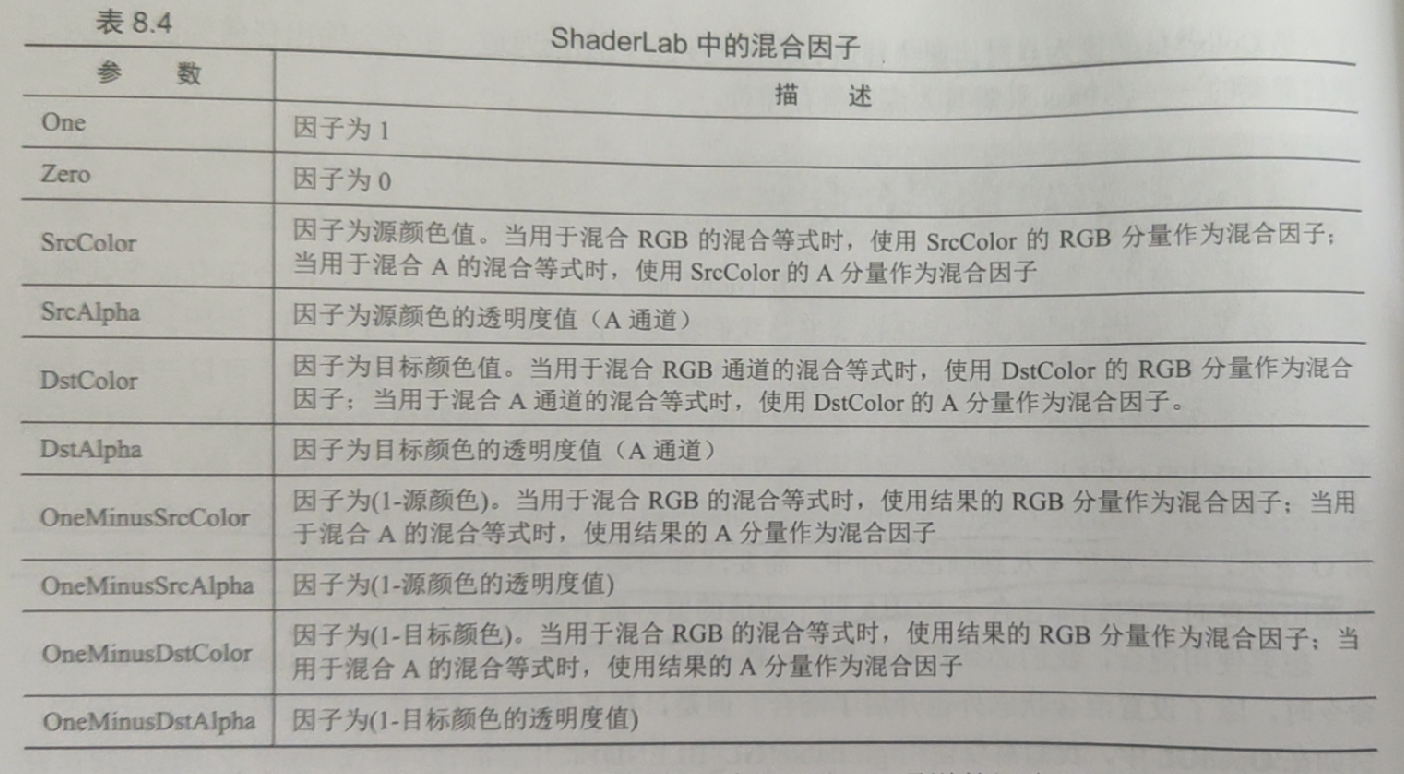 表 8.4
ShaderLab 中的混合因子
参 数
描 述
One
因子为 1
Zero
因子为 0
SrcColor
因子为源颜色值。当用于混合 RGB 的混合等式时，使用 SrcColor 的 RGB 分量作为混合因子；
当用于混合 A 的混合等式时，使用 SrcColor 的 A 分量作为混合因子
SrcAlpha
因子为源颜色的透明度值（A 通道）
DstColor
因子为目标颜色值。当用于混合 RGB 通道的混合等式时，使用 DstColor 的 RGB 分量作为混合
因子；当用于混合 A 通道的混合等式时，使用 DstColor 的 A 分量作为混合因子。
DstAlpha
因子为目标颜色的透明度值（A 通道）
OneMinusSrcColor
因子为(1-源颜色)。当用于混合 RGB 的混合等式时，使用结果的 RGB 分量作为混合因子；当用
于混合 A 的混合等式时，使用结果的 A 分量作为混合因子
OneMinusSrcAlpha
因子为(1-源颜色的透明度值)
OneMinusDstColor
因子为(1-目标颜色)。当用于混合 RGB 的混合等式时，使用结果的 RGB 分量作为混合因子；当
用于混合 A 的混合等式时，使用结果的 A 分量作为混合因子
OneMinusDstAlpha
因子为(1-目标颜色的透明度值)